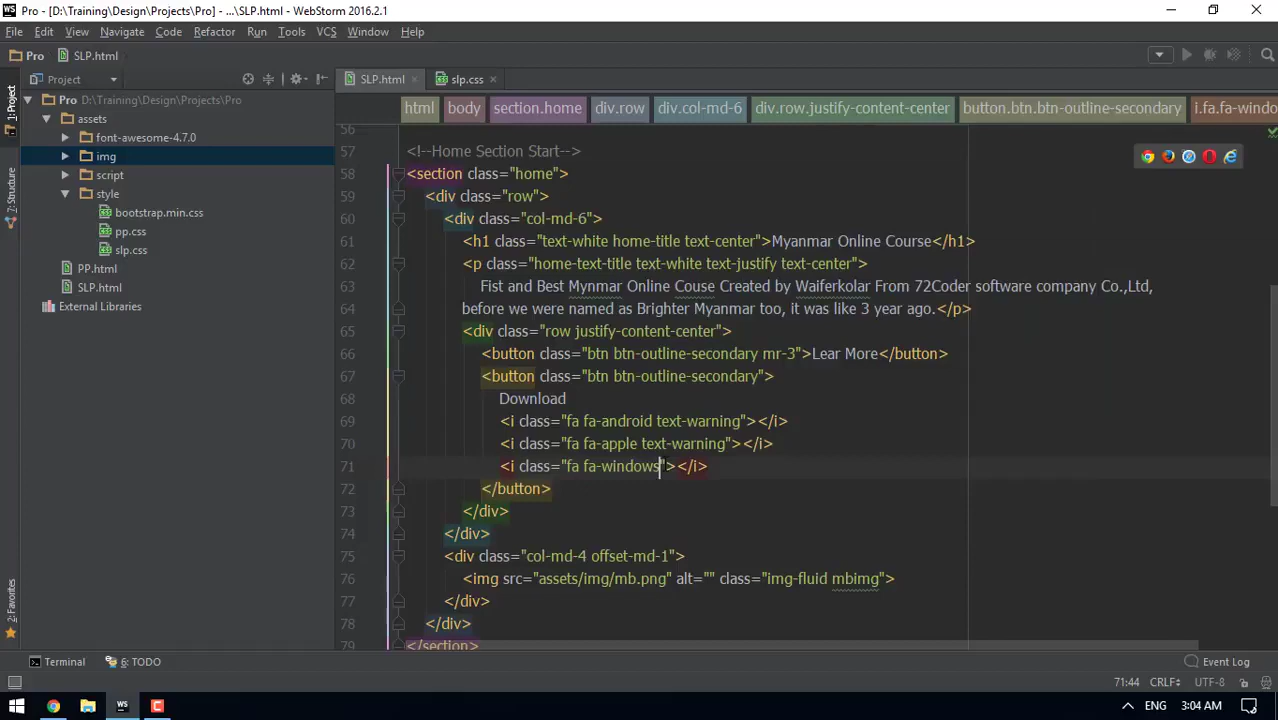 Pro - [D:\Training\Design\Projects\Pro] - ...\SLP.html - WebStorm 2016.2.1
File Edit View Navigate Code Refactor Run Tools VCS Window Help
Pro SLP.html
Project SLP.html slp.css
html body section.home div.row div.col-md-6 div.row.justify-content-center button.btn.btn-outline-secondary i.fa.fa-windo
1: Project
7: Structure
2: Favorites
Pro D:\Training\Design\Projects\Pro
assets
font-awesome-4.7.0
img
script
style
bootstrap.min.css
pp.css
slp.css
PP.html
SLP.html
External Libraries
56
57 <!--Home Section Start-->
58 <section class="home">
59 <div class="row">
60 <div class="col-md-6">
61 <h1 class="text-white home-title text-center">Myanmar Online Course</h1>
62 <p class="home-text-title text-white text-justify text-center">
63 Fist and Best Mynmar Online Couse Created by Waiferkolar From 72Coder software company Co.,Ltd,
64 before we were named as Brighter Myanmar too, it was like 3 year ago.</p>
65 <div class="row justify-content-center">
66 <button class="btn btn-outline-secondary mr-3">Lear More</button>
67 <button class="btn btn-outline-secondary">
68 Download
69 <i class="fa fa-android text-warning"></i>
70 <i class="fa fa-apple text-warning"></i>
71 <i class="fa fa-windows"></i>
72 </button>
73 </div>
74 </div>
75 <div class="col-md-4 offset-md-1">
76 <img src="assets/img/mb.png" alt="" class="img-fluid mbimg">
77 </div>
78 </div>
79 </section>
Terminal 6: TODO Event Log
71:44 CRLF UTF-8
ENG 3:04 AM